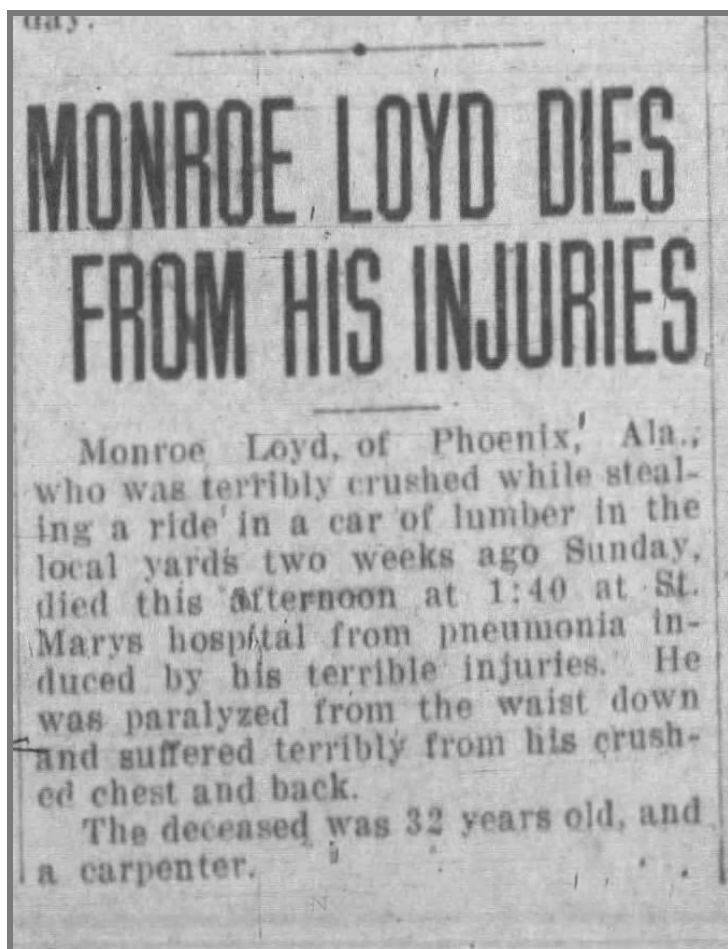 day.
MONROE LOYD DIES
FROM HIS INJURIES
Monroe Loyd, of Phoenix, Ala.,
who was terribly crushed while steal-
ing a ride in a car of lumber in the
local yards two weeks ago Sunday,
died this afternoon at 1:40 at St.
Marys hospital from pneumonia in-
duced by his terrible injuries. He
was paralyzed from the waist down
and suffered terribly from his crush-
ed chest and back.
The deceased was 32 years old, and
a carpenter.